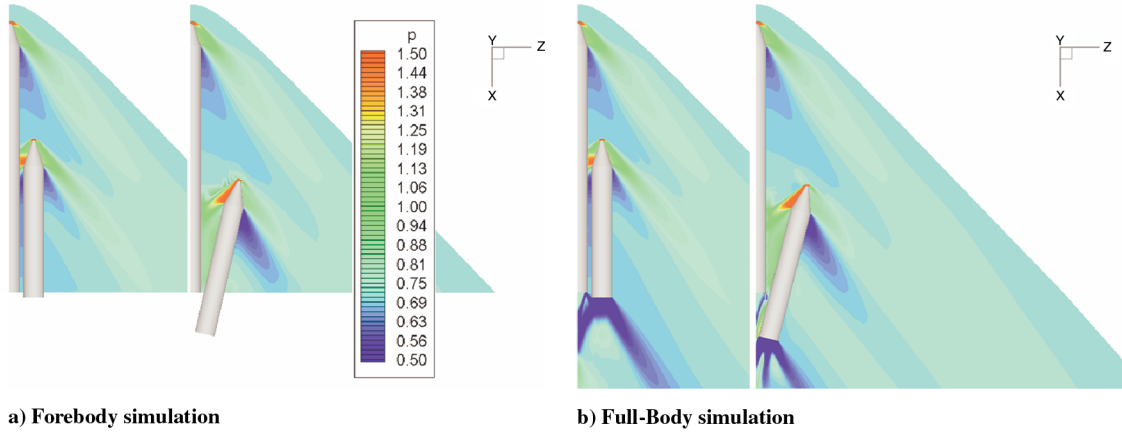 p
1.50
1.44
1.38
1.31
1.25
1.19
1.13
1.06
1.00
0.94
0.88
0.81
0.75
0.69
0.63
0.56
0.50
Y
Z
X
Y
Z
X
a) Forebody simulation
b) Full-Body simulation